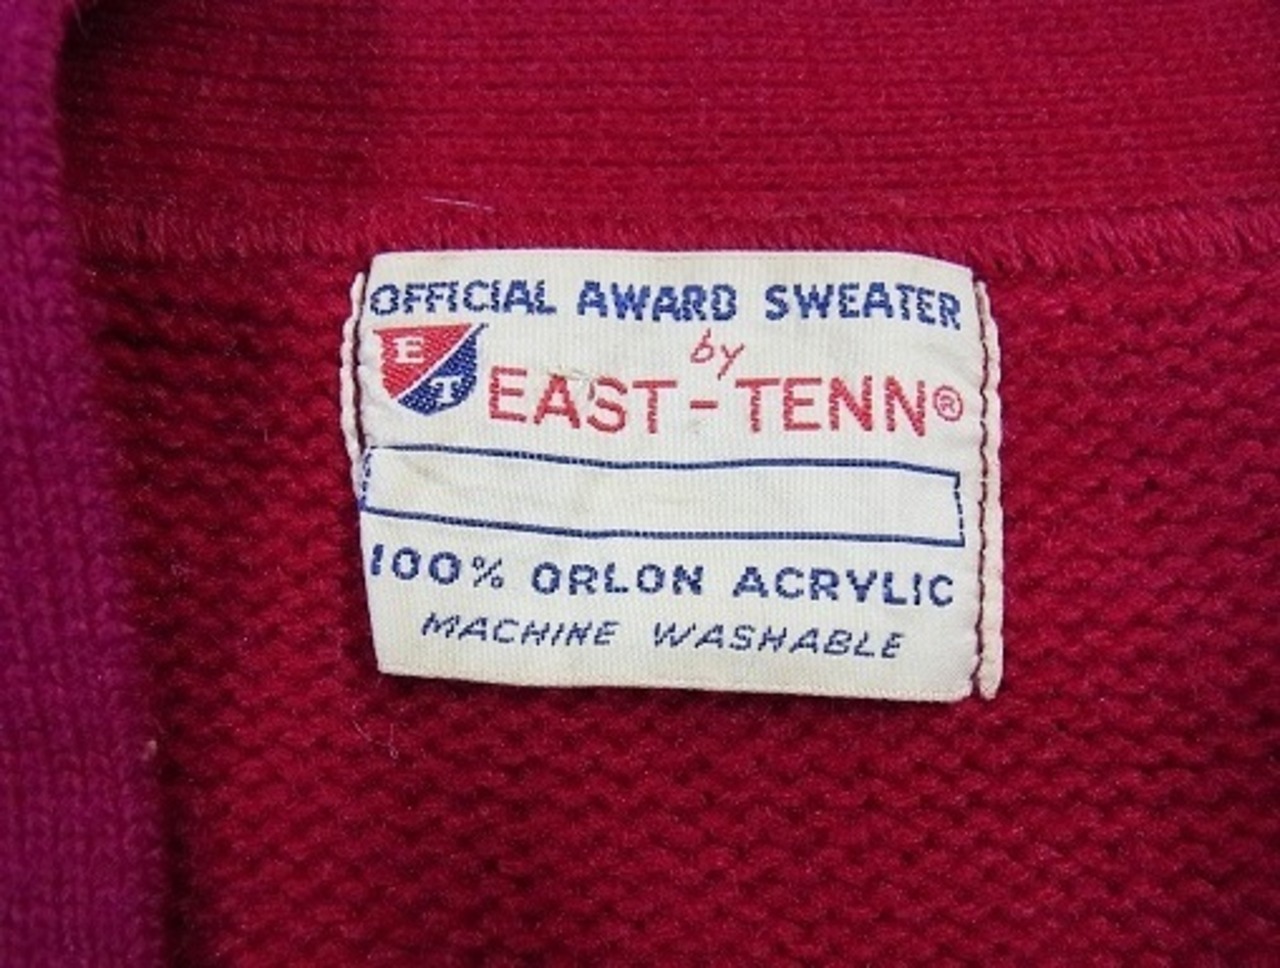 OFFICIAL AWARD SWEATER
by
E T
EAST-TENN®
100% ORLON ACRYLIC
MACHINE WASHABLE